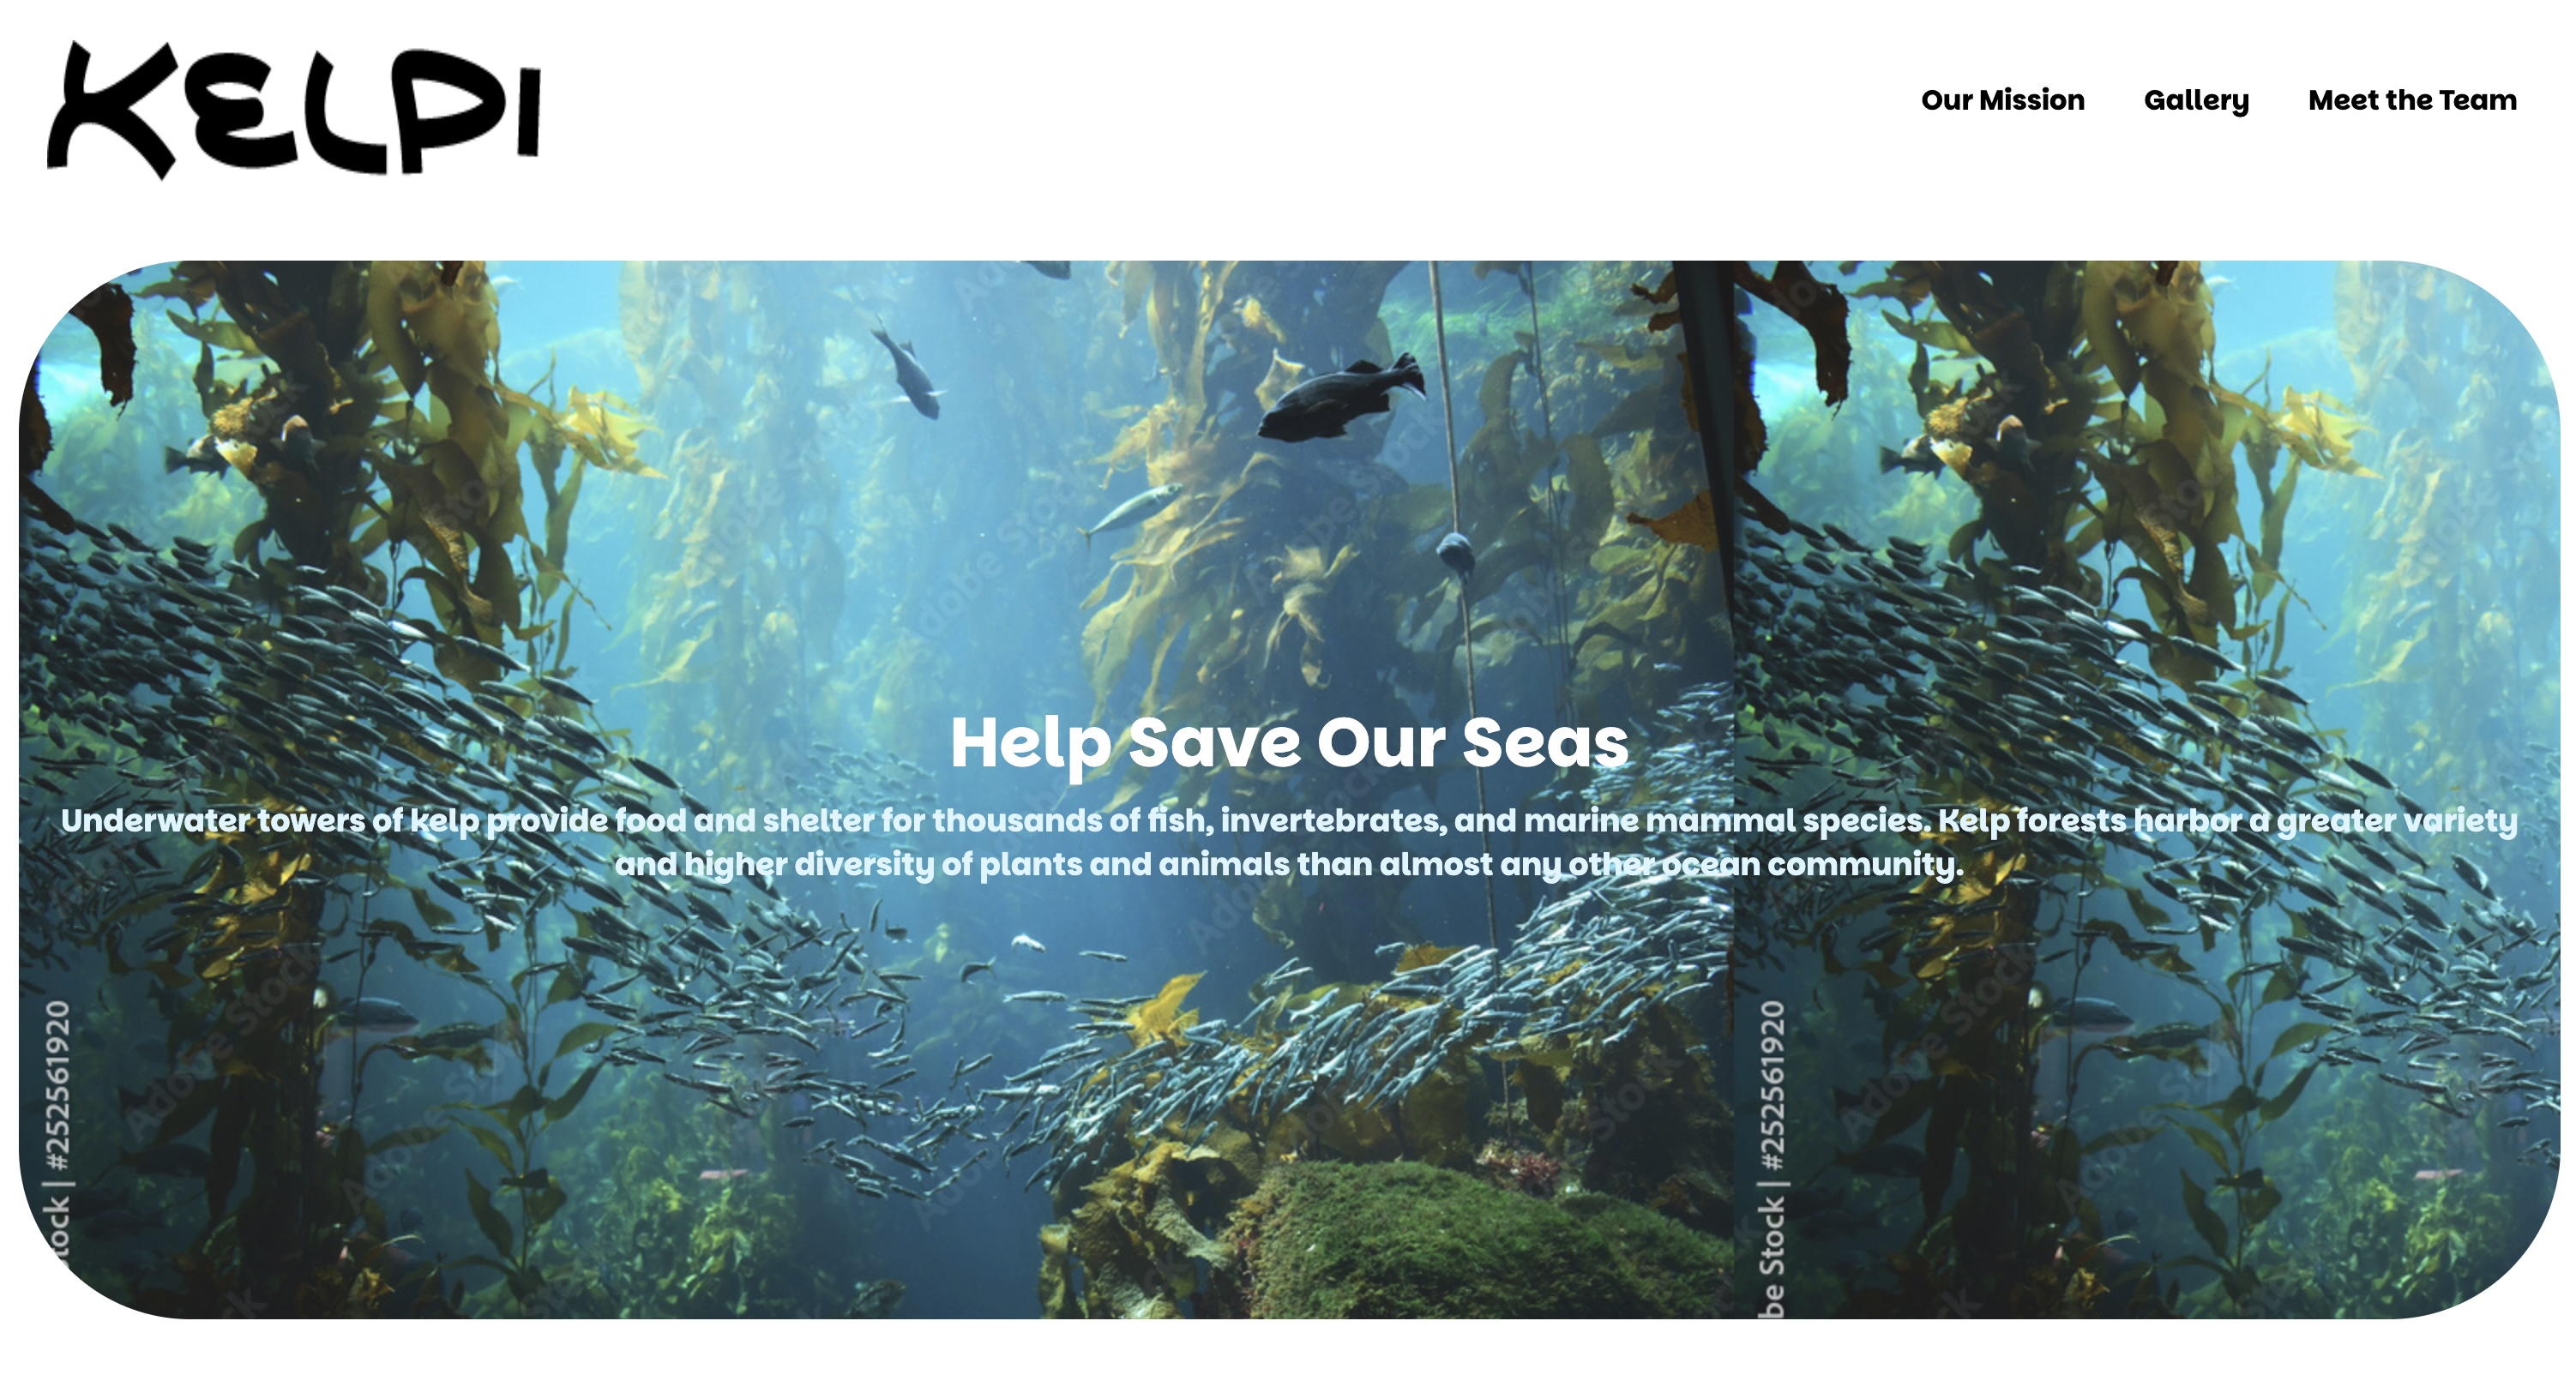 KELPI
Our Mission
Gallery
Meet the Team
Help Save Our Seas
Underwater towers of kelp provide food and shelter for thousands of fish, invertebrates, and marine mammal species. Kelp forests harbor a greater variety
and higher diversity of plants and animals than almost any other ocean community.
Adobe Stock
tock | #252561920
be Stock | #252561920